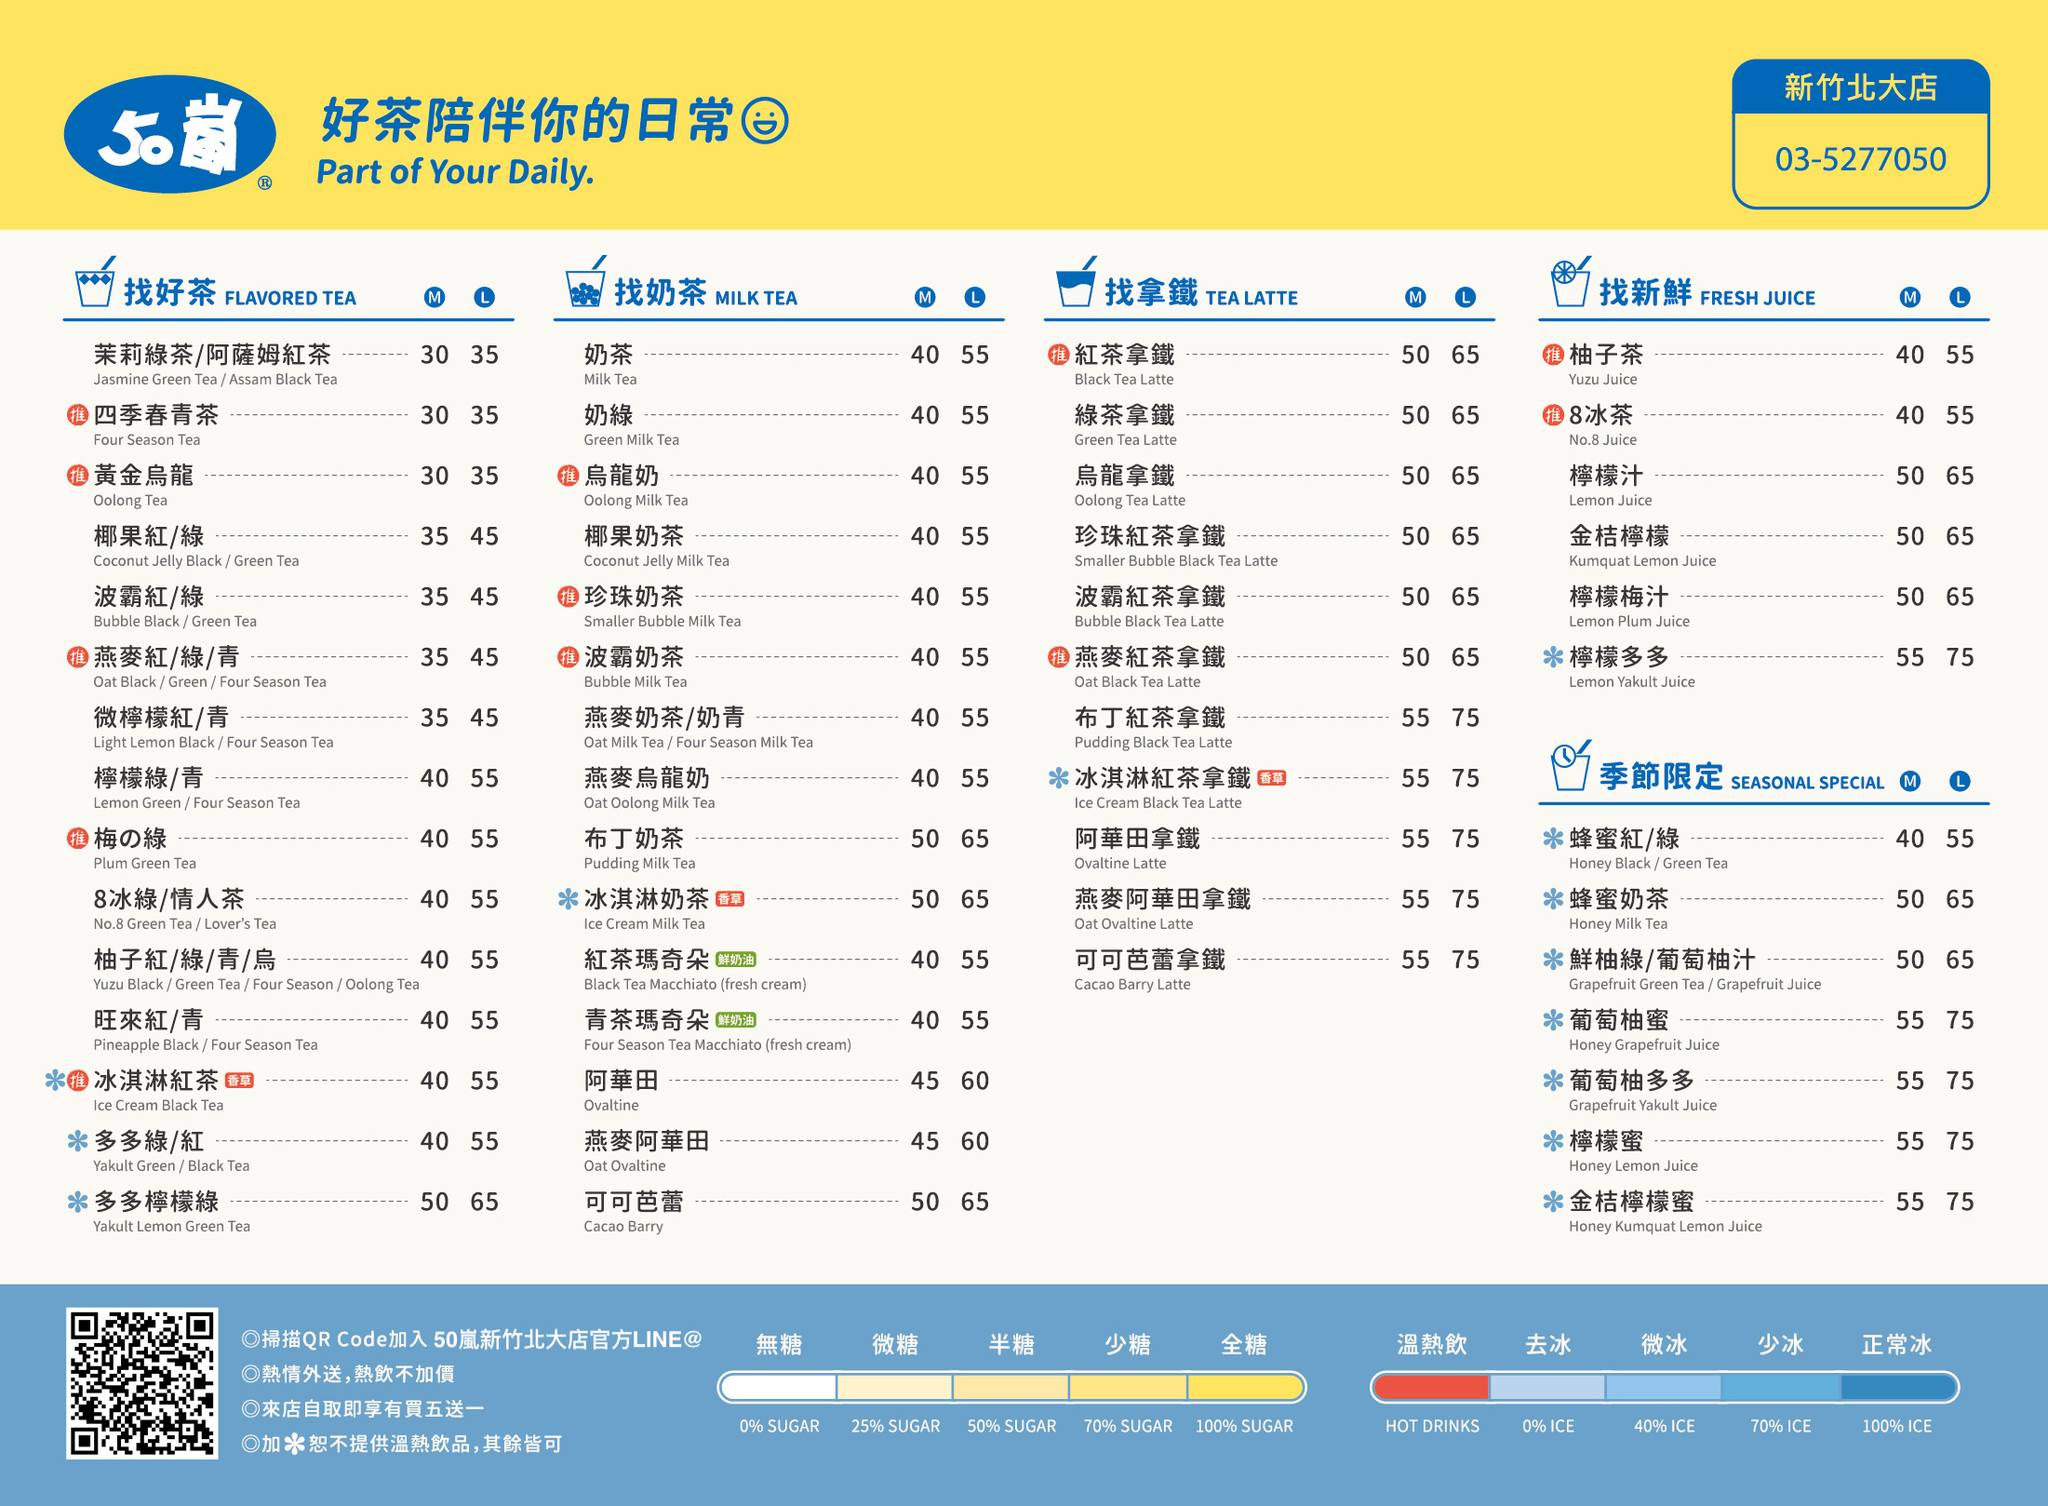 50嵐®
好茶陪伴你的日常
Part of Your Daily.
新竹北大店
03-5277050
找好茶 FLAVORED TEA M L
茉莉綠茶/阿薩姆紅茶 30 35
Jasmine Green Tea / Assam Black Tea
推 四季春青茶 30 35
Four Season Tea
推 黃金烏龍 30 35
Oolong Tea
椰果紅/綠 35 45
Coconut Jelly Black / Green Tea
波霸紅/綠 35 45
Bubble Black / Green Tea
推 燕麥紅/綠/青 35 45
Oat Black / Green / Four Season Tea
微檸檬紅/青 35 45
Light Lemon Black / Four Season Tea
檸檬綠/青 40 55
Lemon Green / Four Season Tea
推 梅の綠 40 55
Plum Green Tea
8冰綠/情人茶 40 55
No.8 Green Tea / Lover's Tea
柚子紅/綠/青/烏 40 55
Yuzu Black / Green Tea / Four Season / Oolong Tea
旺來紅/青 40 55
Pineapple Black / Four Season Tea
✻ 推 冰淇淋紅茶 香草 40 55
Ice Cream Black Tea
✻ 多多綠/紅 40 55
Yakult Green / Black Tea
✻ 多多檸檬綠 50 65
Yakult Lemon Green Tea
找奶茶 MILK TEA M L
奶茶 40 55
Milk Tea
奶綠 40 55
Green Milk Tea
推 烏龍奶 40 55
Oolong Milk Tea
椰果奶茶 40 55
Coconut Jelly Milk Tea
推 珍珠奶茶 40 55
Smaller Bubble Milk Tea
推 波霸奶茶 40 55
Bubble Milk Tea
燕麥奶茶/奶青 40 55
Oat Milk Tea / Four Season Milk Tea
燕麥烏龍奶 40 55
Oat Oolong Milk Tea
布丁奶茶 50 65
Pudding Milk Tea
✻ 冰淇淋奶茶 香草 50 65
Ice Cream Milk Tea
紅茶瑪奇朵 鮮奶油 40 55
Black Tea Macchiato (fresh cream)
青茶瑪奇朵 鮮奶油 40 55
Four Season Tea Macchiato (fresh cream)
阿華田 45 60
Ovaltine
燕麥阿華田 45 60
Oat Ovaltine
可可芭蕾 50 65
Cacao Barry
找拿鐵 TEA LATTE M L
推 紅茶拿鐵 50 65
Black Tea Latte
綠茶拿鐵 50 65
Green Tea Latte
烏龍拿鐵 50 65
Oolong Tea Latte
珍珠紅茶拿鐵 50 65
Smaller Bubble Black Tea Latte
波霸紅茶拿鐵 50 65
Bubble Black Tea Latte
推 燕麥紅茶拿鐵 50 65
Oat Black Tea Latte
布丁紅茶拿鐵 55 75
Pudding Black Tea Latte
✻ 冰淇淋紅茶拿鐵 香草 55 75
Ice Cream Black Tea Latte
阿華田拿鐵 55 75
Ovaltine Latte
燕麥阿華田拿鐵 55 75
Oat Ovaltine Latte
可可芭蕾拿鐵 55 75
Cacao Barry Latte
找新鮮 FRESH JUICE M L
推 柚子茶 40 55
Yuzu Juice
推 8冰茶 40 55
No.8 Juice
檸檬汁 50 65
Lemon Juice
金桔檸檬 50 65
Kumquat Lemon Juice
檸檬梅汁 50 65
Lemon Plum Juice
✻ 檸檬多多 55 75
Lemon Yakult Juice
季節限定 SEASONAL SPECIAL M L
✻ 蜂蜜紅/綠 40 55
Honey Black / Green Tea
✻ 蜂蜜奶茶 50 65
Honey Milk Tea
✻ 鮮柚綠/葡萄柚汁 50 65
Grapefruit Green Tea / Grapefruit Juice
✻ 葡萄柚蜜 55 75
Honey Grapefruit Juice
✻ 葡萄柚多多 55 75
Grapefruit Yakult Juice
✻ 檸檬蜜 55 75
Honey Lemon Juice
✻ 金桔檸檬蜜 55 75
Honey Kumquat Lemon Juice
◎掃描QR Code加入 50嵐新竹北大店官方LINE@
◎熱情外送,熱飲不加價
◎來店自取即享有買五送一
◎加✻恕不提供溫熱飲品,其餘皆可
無糖 微糖 半糖 少糖 全糖
0% SUGAR 25% SUGAR 50% SUGAR 70% SUGAR 100% SUGAR
溫熱飲 去冰 微冰 少冰 正常冰
HOT DRINKS 0% ICE 40% ICE 70% ICE 100% ICE